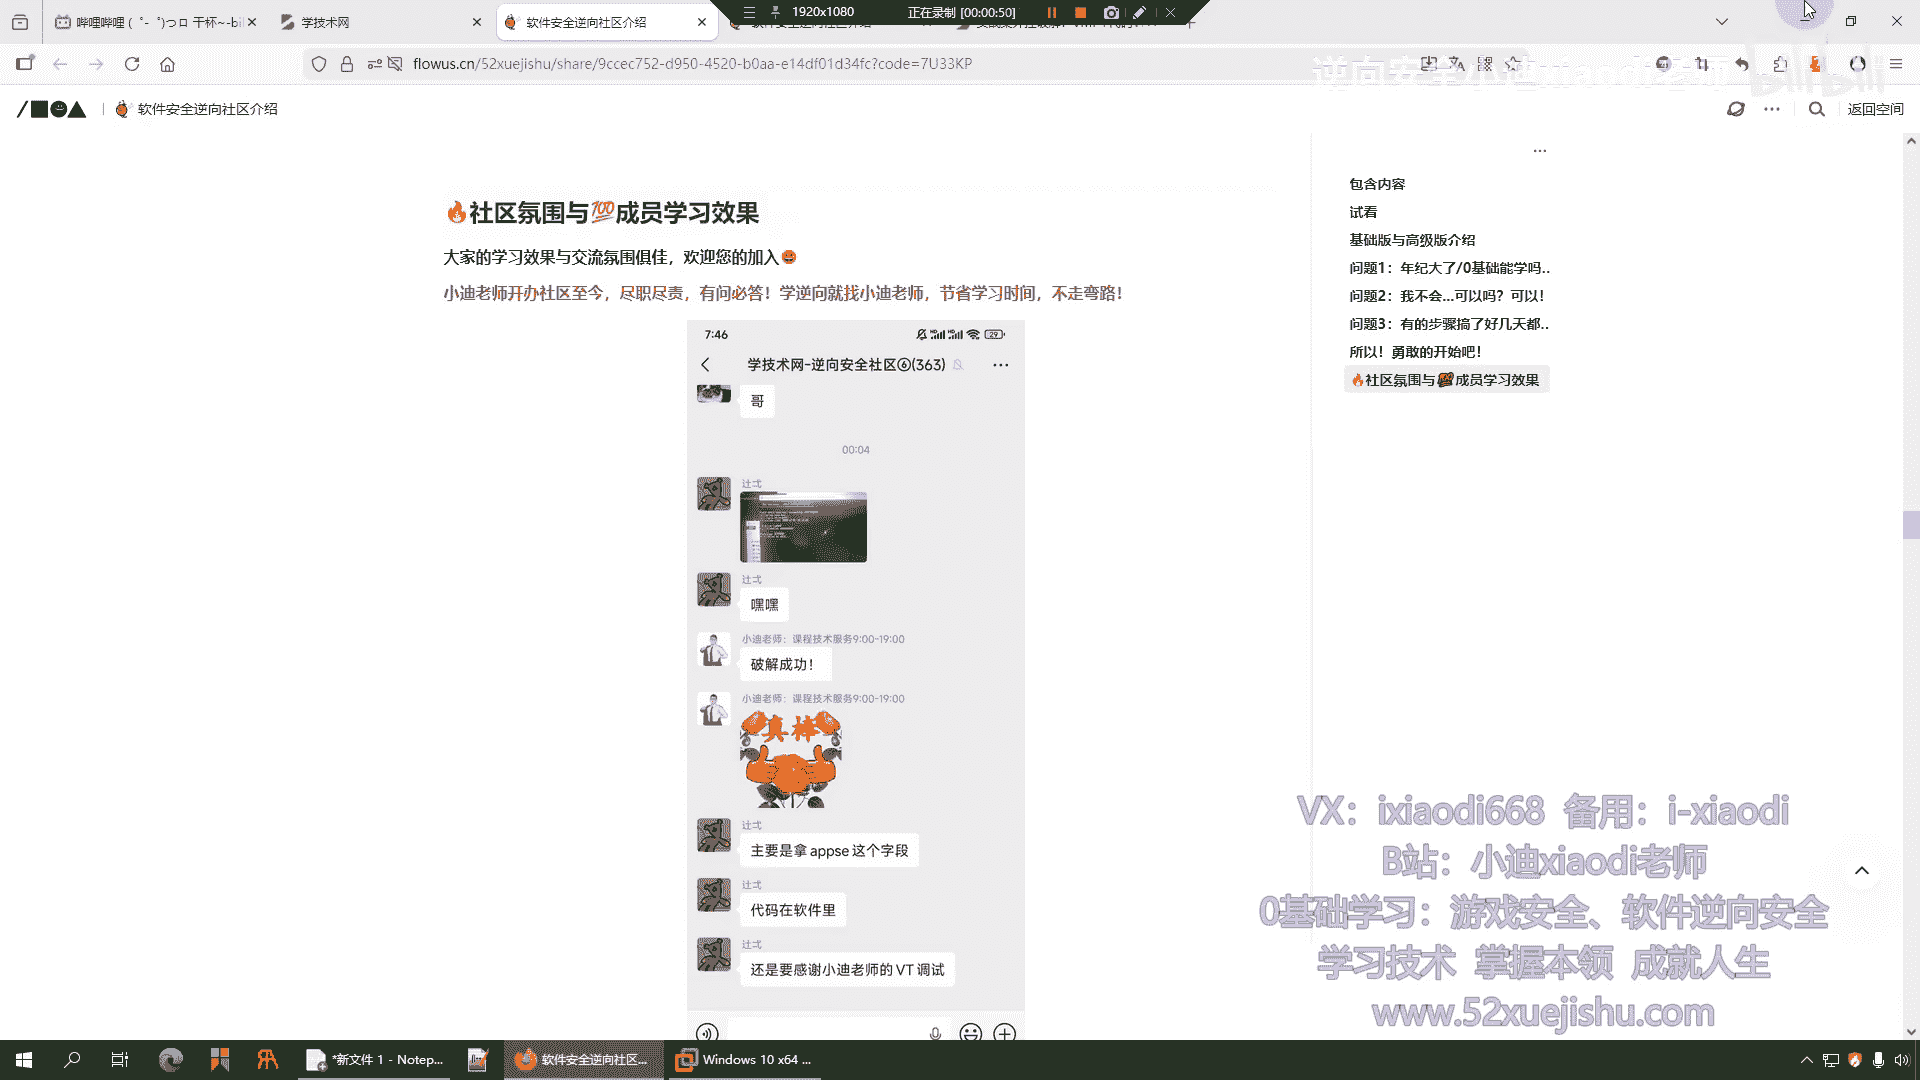 1920x1080
正在录制 [00:00:50]
哔哩哔哩 (゜-゜)つロ 干杯~-bi
学技术网
软件安全逆向社区介绍
flowus.cn/52xuejishu/share/9ccec752-d950-4520-b0aa-e14df01d34fc?code=7U33KP
软件安全逆向社区介绍
返回空间
🔥社区氛围与💯成员学习效果
大家的学习效果与交流氛围俱佳，欢迎您的加入
小迪老师开办社区至今，尽职尽责，有问必答！学逆向就找小迪老师，节省学习时间，不走弯路！
7:46
29
学技术网-逆向安全社区⑥(363)
哥
00:04
嘿嘿
小迪老师：课程技术服务9:00-19:00
破解成功！
小迪老师：课程技术服务9:00-19:00
真棒
主要是拿appse这个字段
代码在软件里
还是要感谢小迪老师的VT调试
包含内容
试看
基础版与高级版介绍
问题1：年纪大了/0基础能学吗..
问题2：我不会...可以吗？可以！
问题3：有的步骤搞了好几天都..
所以！勇敢的开始吧！
🔥社区氛围与💯成员学习效果
VX：ixiaodi668 备用：i-xiaodi
B站：小迪xiaodi老师
0基础学习：游戏安全、软件逆向安全
学习技术 掌握本领 成就人生
www.52xuejishu.com
*新文件 1 - Notep...
软件安全逆向社区...
Windows 10 x64 ...